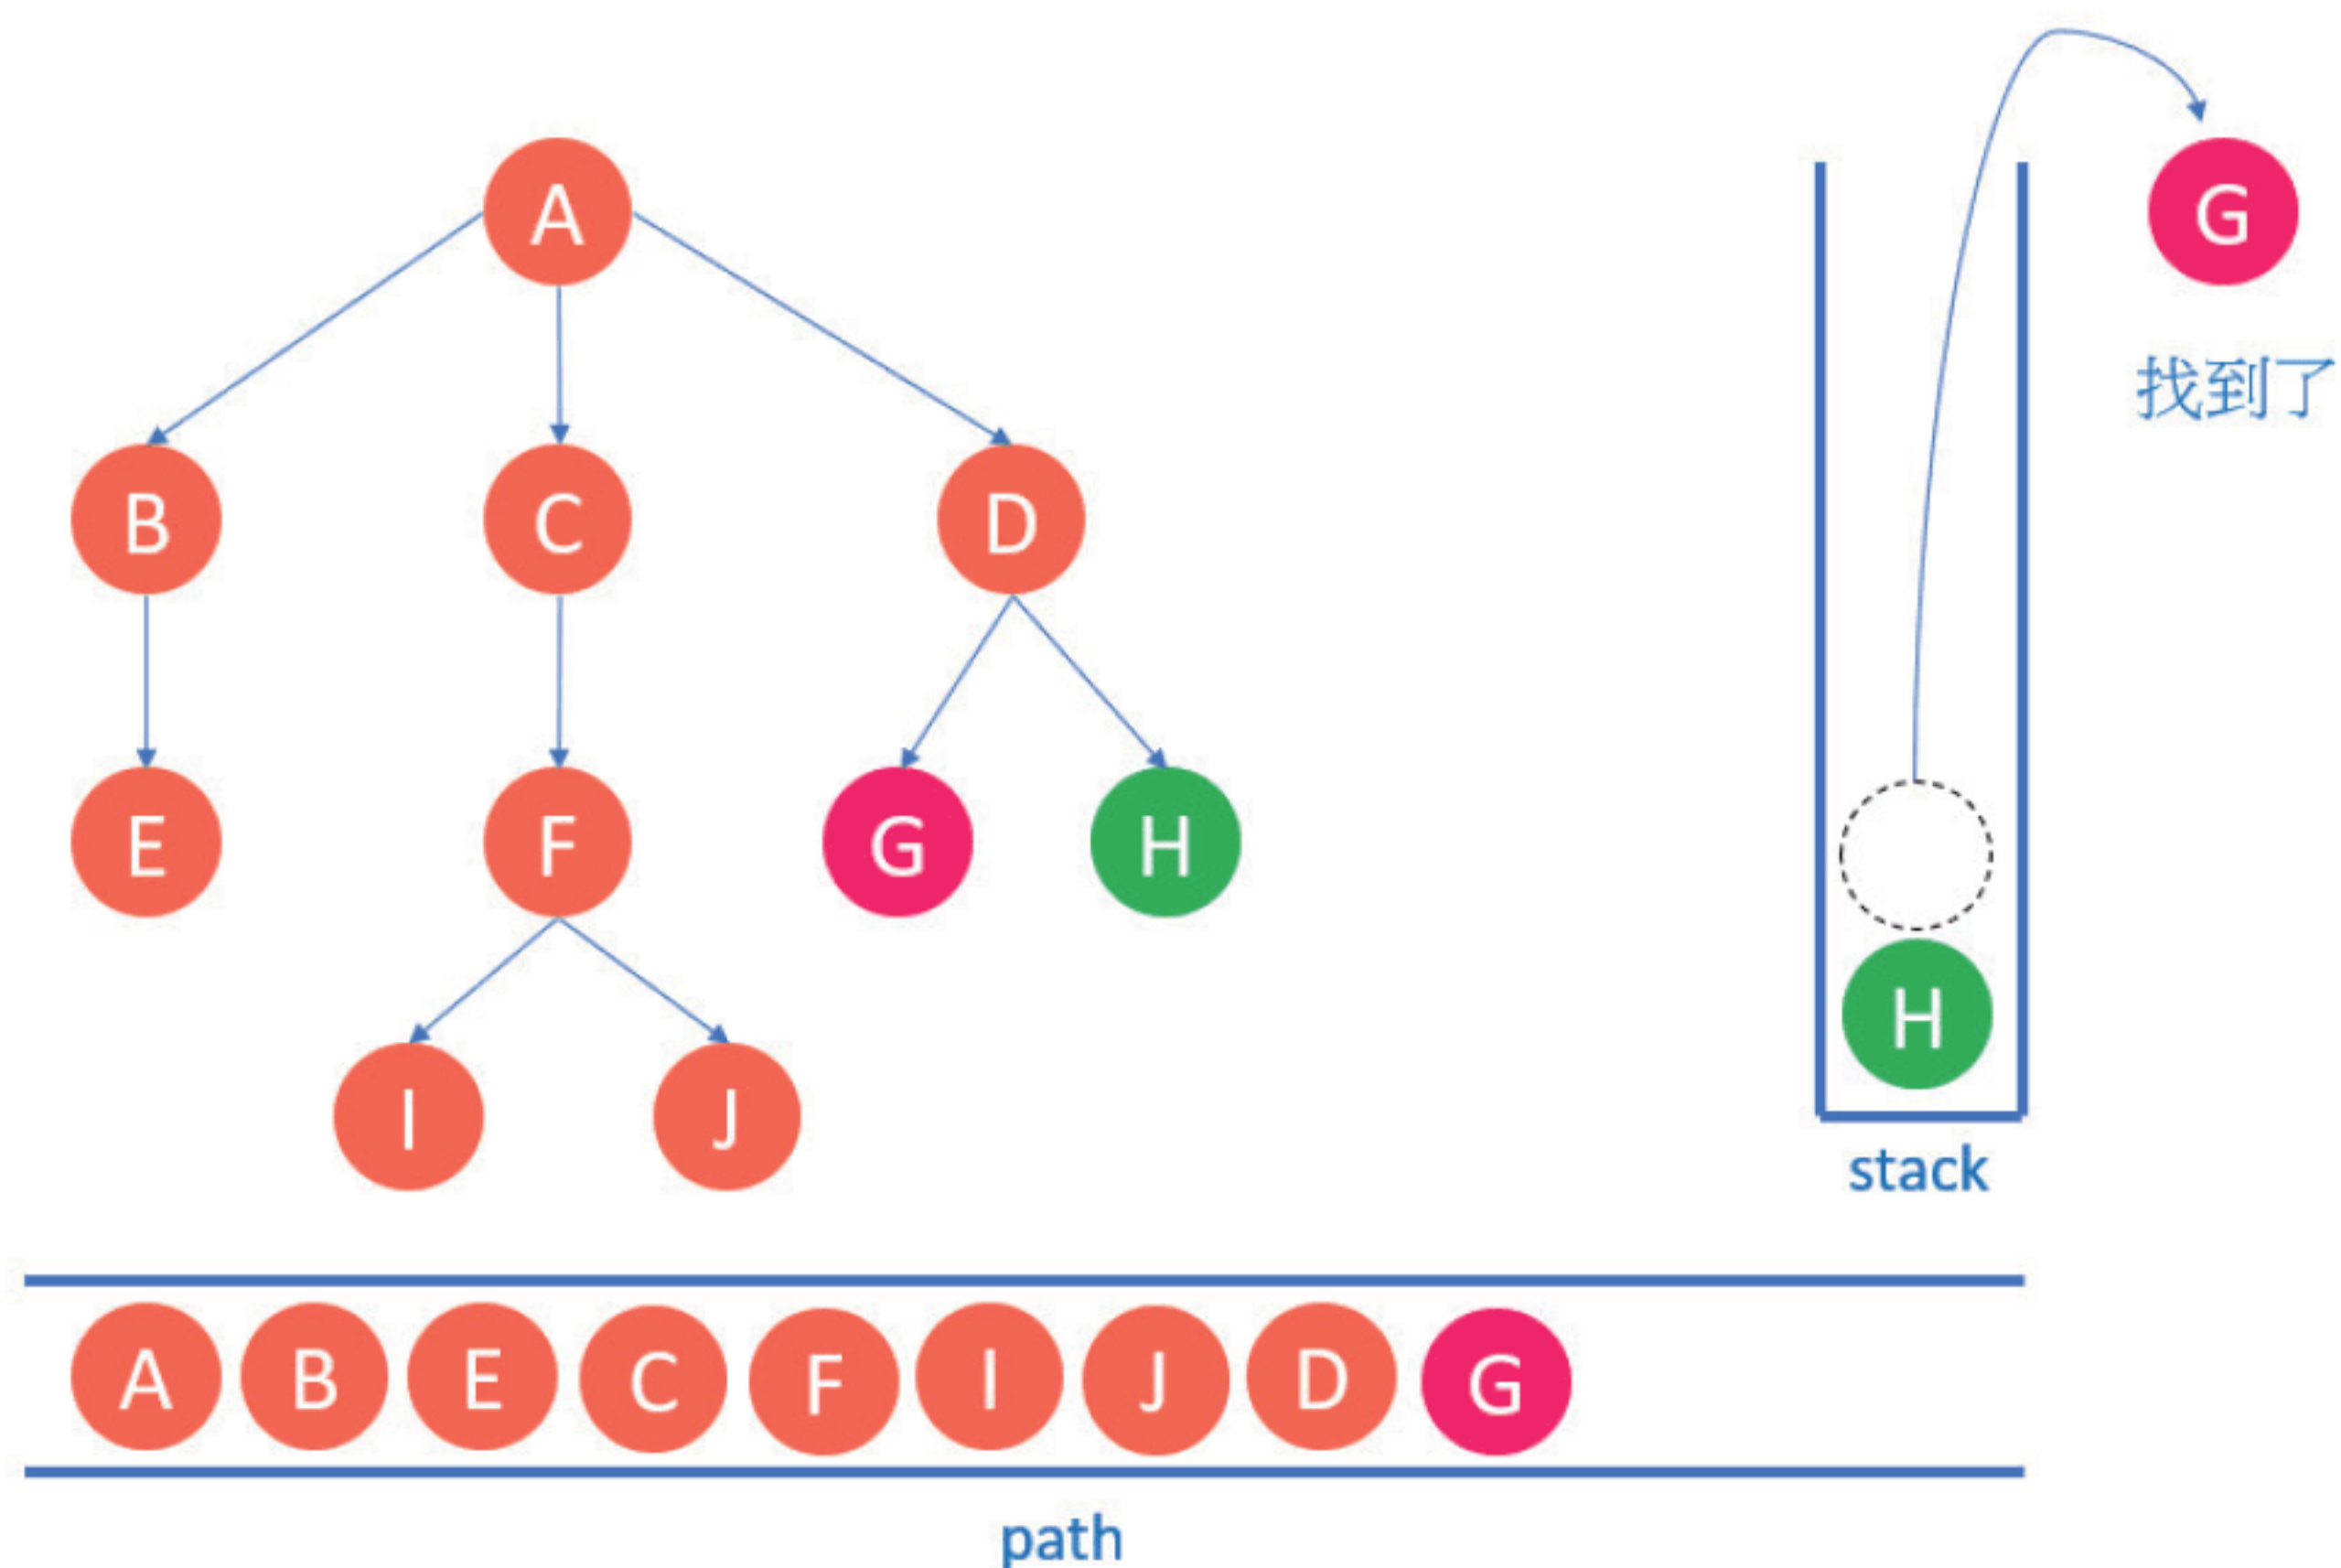 A
G
找到了
B C D
E F G H
I J
H
stack
A B E C F I J D G
path